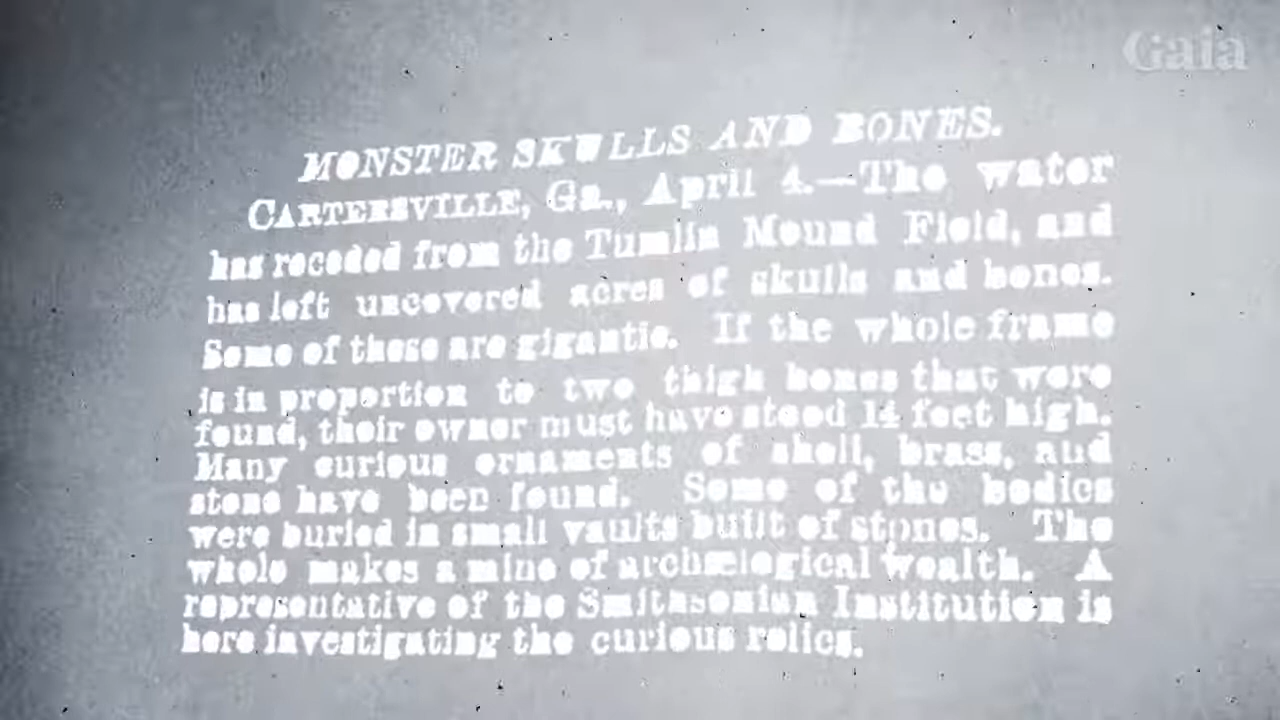 Gaia
MONSTER SKULLS AND BONES.
CARTERSVILLE, Ga., April 4.—The water
has receded from the Tumlin Mound Field, and
has left uncovered acres of skulls and bones.
Some of these are gigantic. If the whole frame
is in proportion to two thigh bones that were
found, their owner must have stood 14 feet high.
Many curious ornaments of shell, brass, and
stone have been found. Some of the bodies
were buried in small vaults built of stones. The
whole makes a mine of archæological wealth. A
representative of the Smithsonian Institution is
here investigating the curious relics.